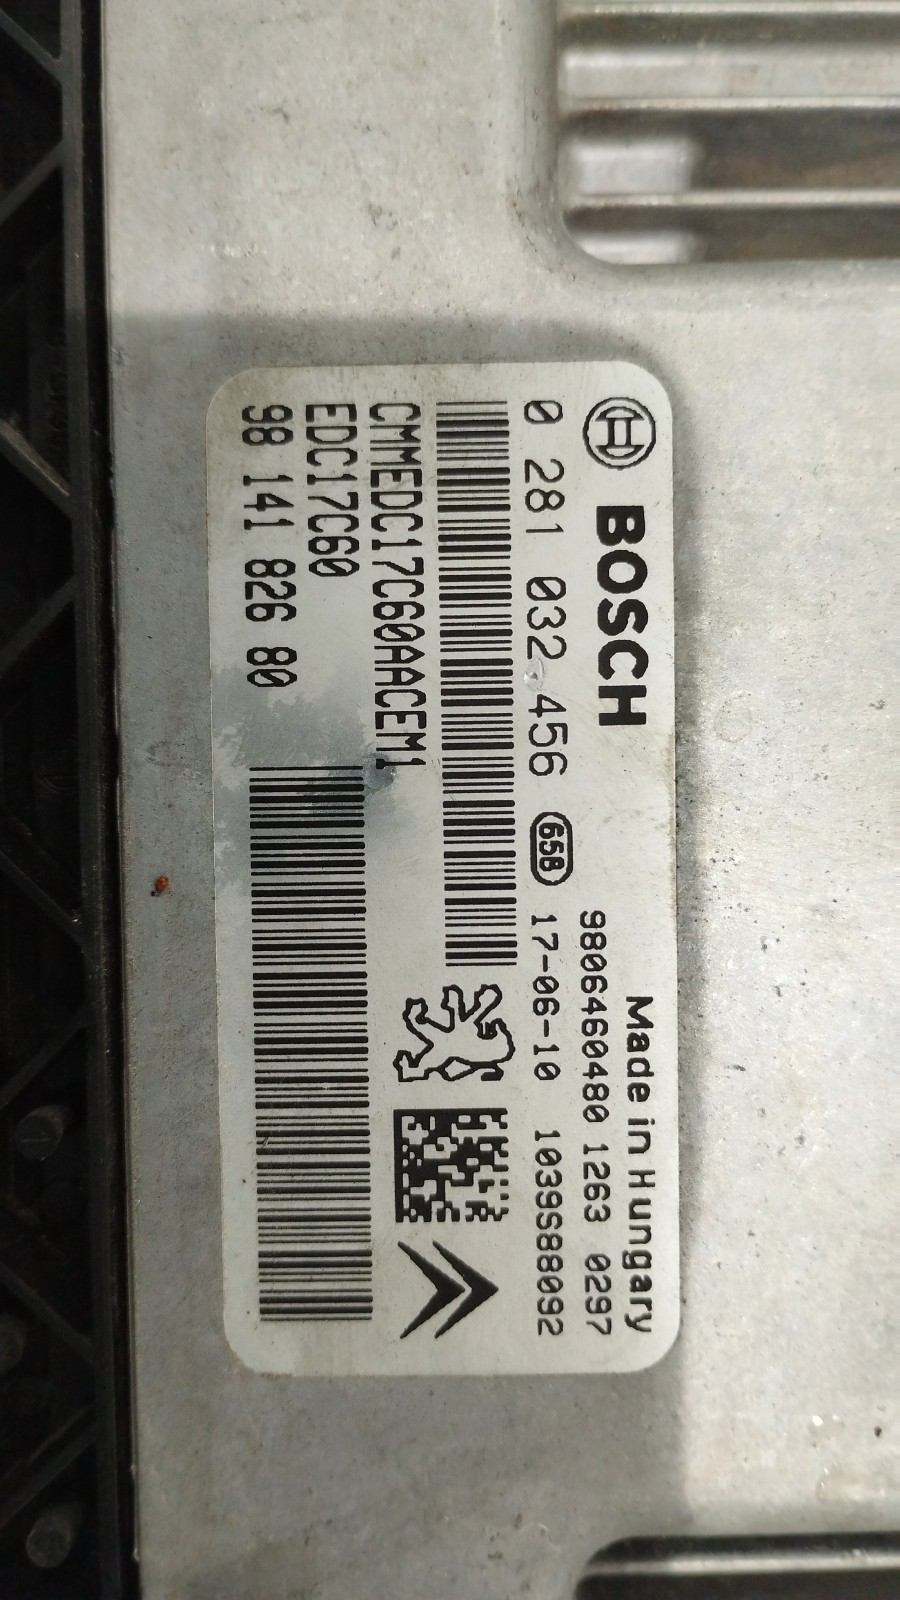 BOSCH
Made in Hungary
9806460480 1263 0297
0 281 032 456 65B 17-06-10 1039S88092
CMMEDC17C60AACEM1
EDC17C60
98 141 826 80